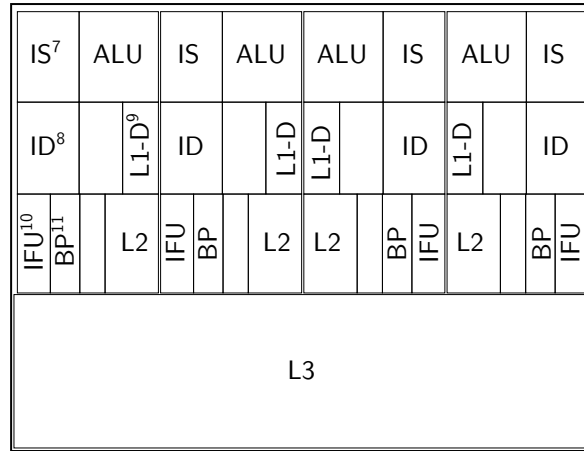 IS⁷ ALU IS ALU ALU IS ALU IS
ID⁸ L1-D⁹ ID L1-D L1-D ID L1-D ID
IFU¹⁰ BP¹¹ L2 IFU BP L2 L2 BP IFU L2 BP IFU
L3